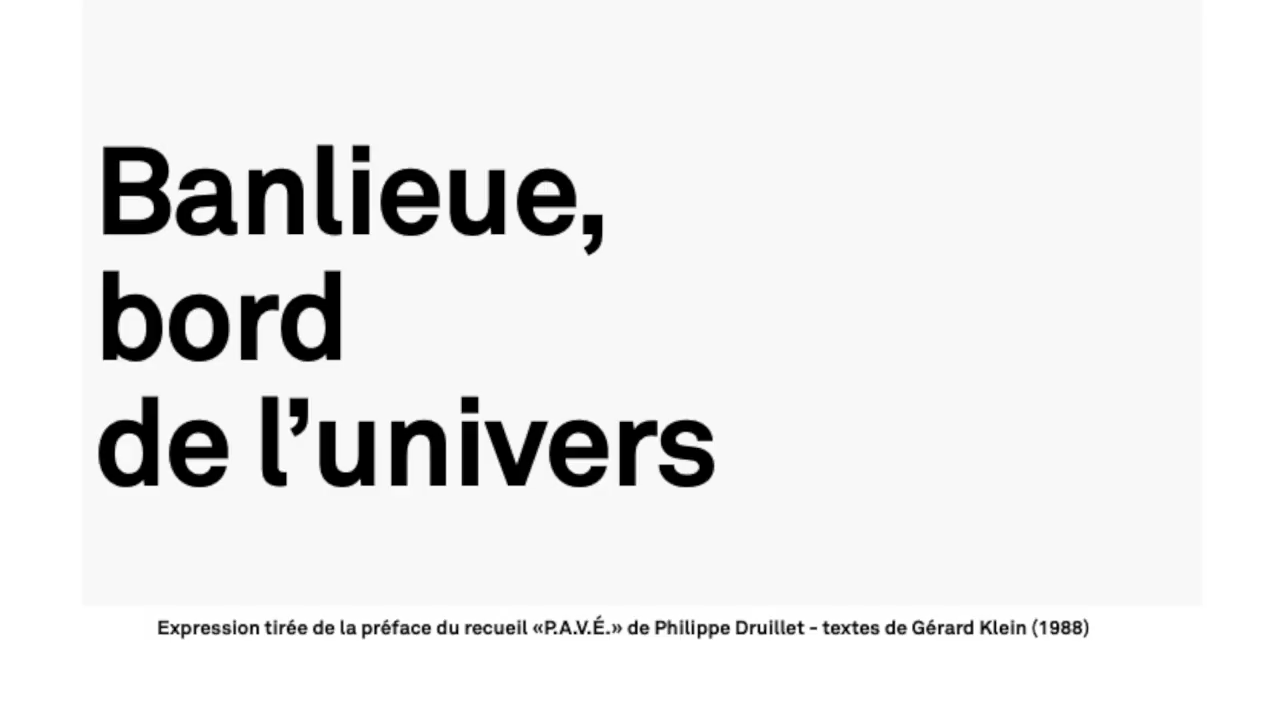 Banlieue,
bord
de l’univers
Expression tirée de la préface du recueil «P.A.V.É.» de Philippe Druillet - textes de Gérard Klein (1988)